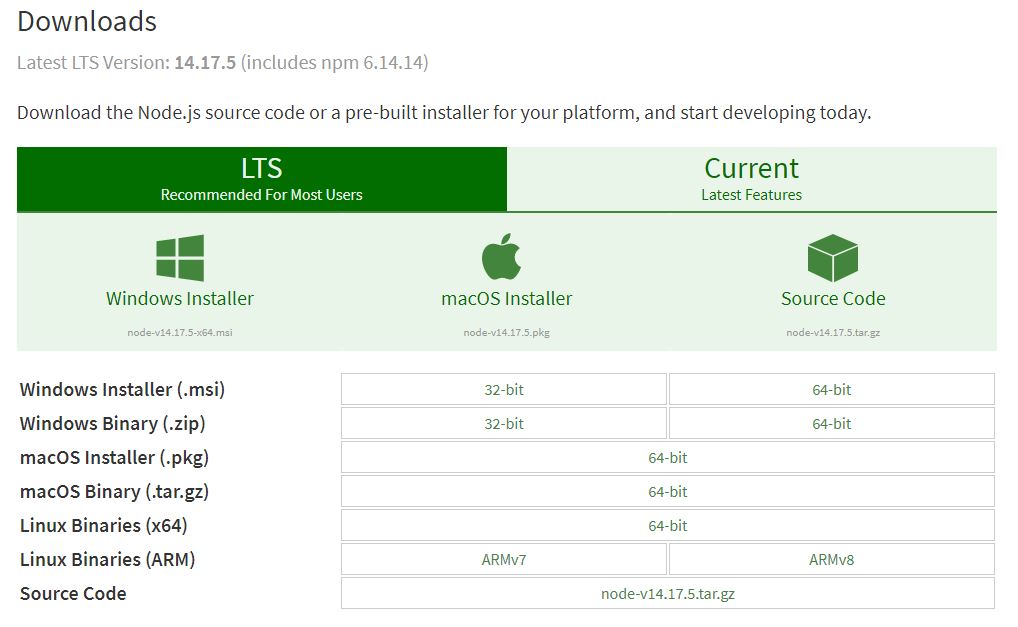 Downloads
Latest LTS Version: 14.17.5 (includes npm 6.14.14)
Download the Node.js source code or a pre-built installer for your platform, and start developing today.
LTS
Recommended For Most Users
Current
Latest Features
Windows Installer
node-v14.17.5-x64.msi
macOS Installer
node-v14.17.5.pkg
Source Code
node-v14.17.5.tar.gz
Windows Installer (.msi) 32-bit 64-bit
Windows Binary (.zip) 32-bit 64-bit
macOS Installer (.pkg) 64-bit
macOS Binary (.tar.gz) 64-bit
Linux Binaries (x64) 64-bit
Linux Binaries (ARM) ARMv7 ARMv8
Source Code node-v14.17.5.tar.gz